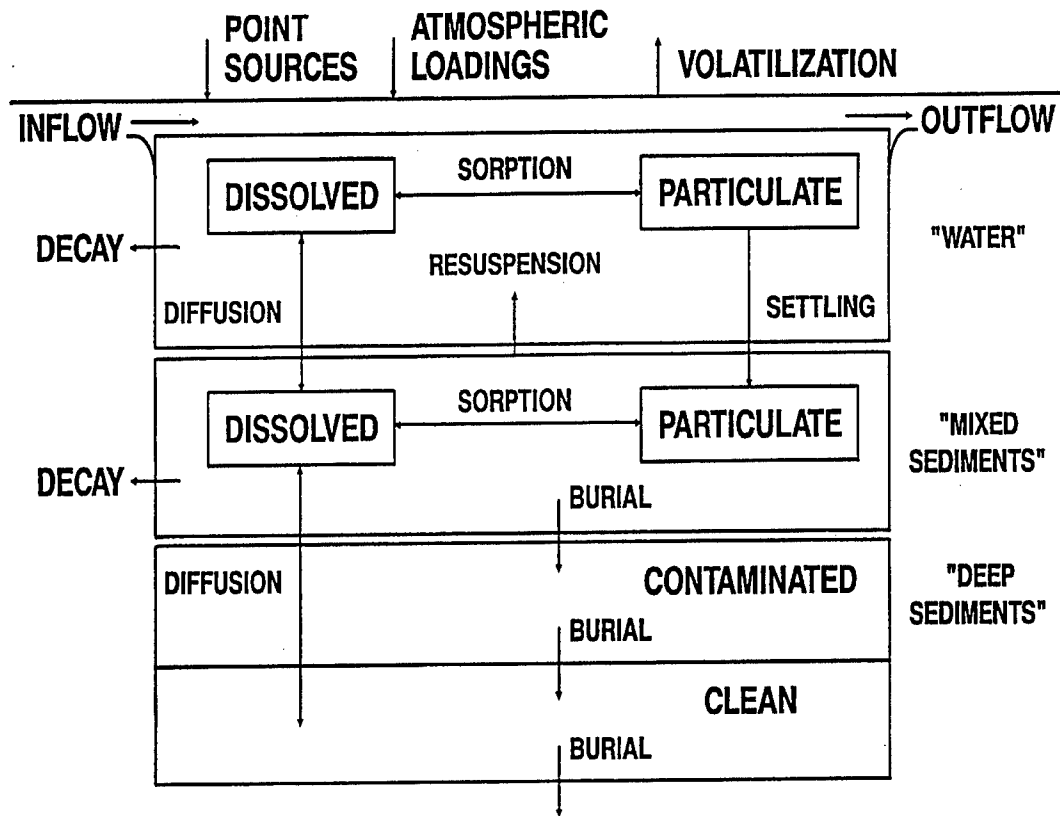 POINT
SOURCES
ATMOSPHERIC
LOADINGS
VOLATILIZATION
INFLOW
OUTFLOW
DISSOLVED
SORPTION
PARTICULATE
DECAY
"WATER"
RESUSPENSION
DIFFUSION
SETTLING
DISSOLVED
SORPTION
PARTICULATE
"MIXED
SEDIMENTS"
DECAY
BURIAL
DIFFUSION
CONTAMINATED
"DEEP
SEDIMENTS"
BURIAL
CLEAN
BURIAL